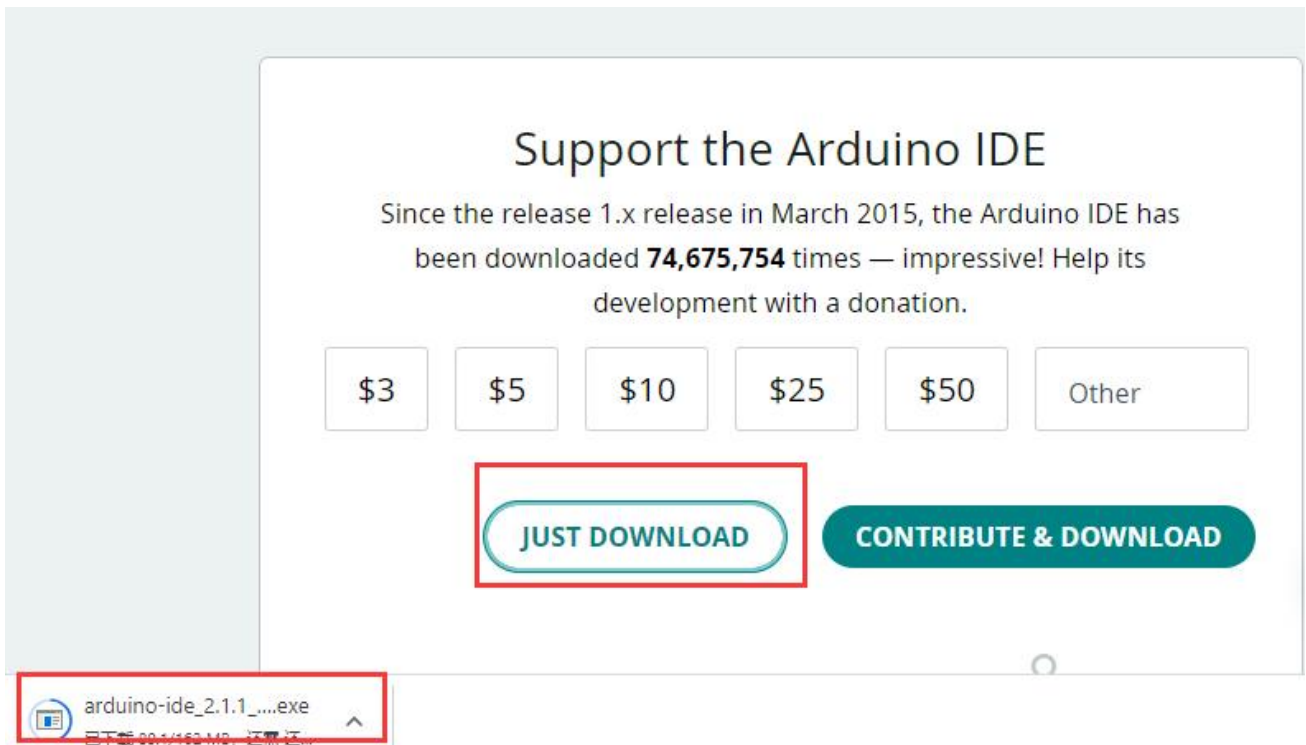 Support the Arduino IDE
Since the release 1.x release in March 2015, the Arduino IDE has
been downloaded 74,675,754 times — impressive! Help its
development with a donation.
$3 $5 $10 $25 $50 Other
JUST DOWNLOAD CONTRIBUTE & DOWNLOAD
arduino-ide_2.1.1_....exe